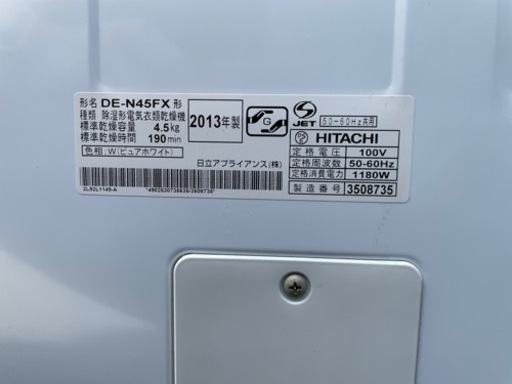 形名 DE-N45FX 形
種類 除湿形電気衣類乾燥機
標準乾燥容量 4.5kg
標準乾燥時間 190min
色相：W（ピュアホワイト）
2013年製
G
S
JET
50-60Hz共用
HITACHI
定格電圧 100V
定格周波数 50-60Hz
定格消費電力 1180W
製造番号 3508735
日立アプライアンス（株）